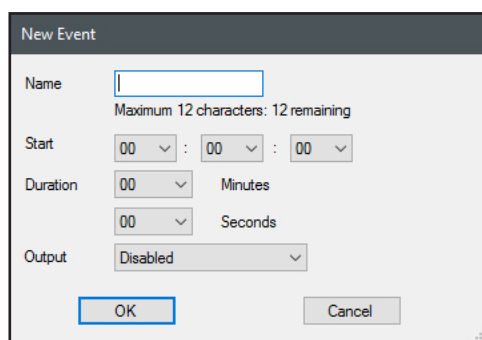 New Event
Name
Maximum 12 characters: 12 remaining
Start 00 : 00 : 00
Duration 00 Minutes
00 Seconds
Output Disabled
OK Cancel